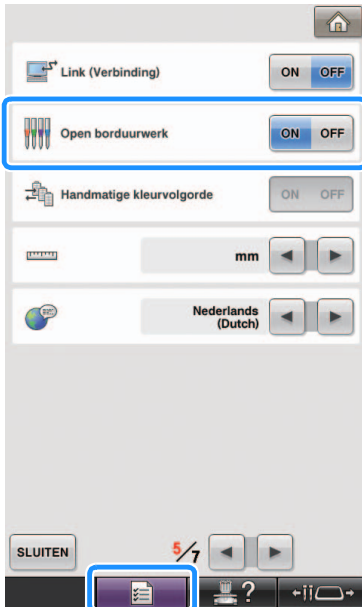 Link (Verbinding) ON OFF
Open borduurwerk ON OFF
Handmatige kleurvolgorde ON OFF
mm
Nederlands
(Dutch)
SLUITEN 5/7
?